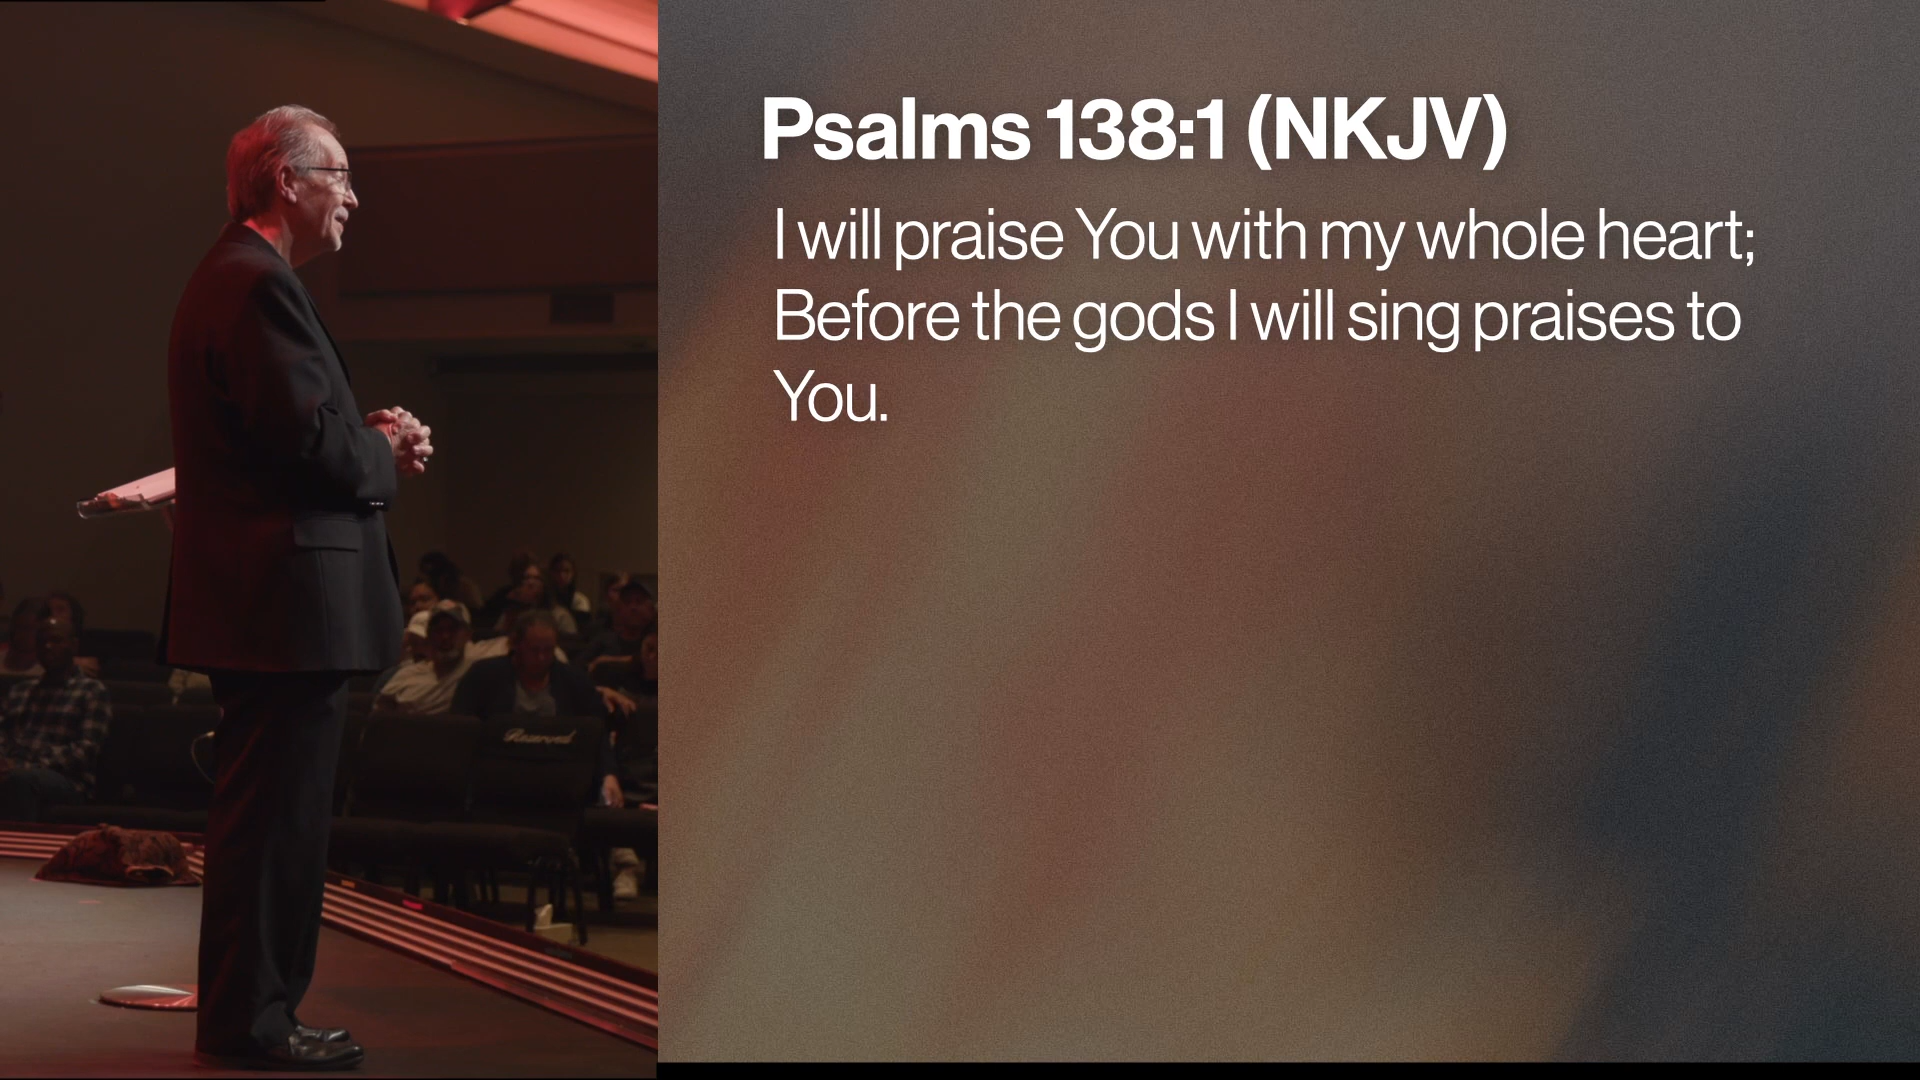 Psalms 138:1 (NKJV)
I will praise You with my whole heart;
Before the gods I will sing praises to
You.
Reserved